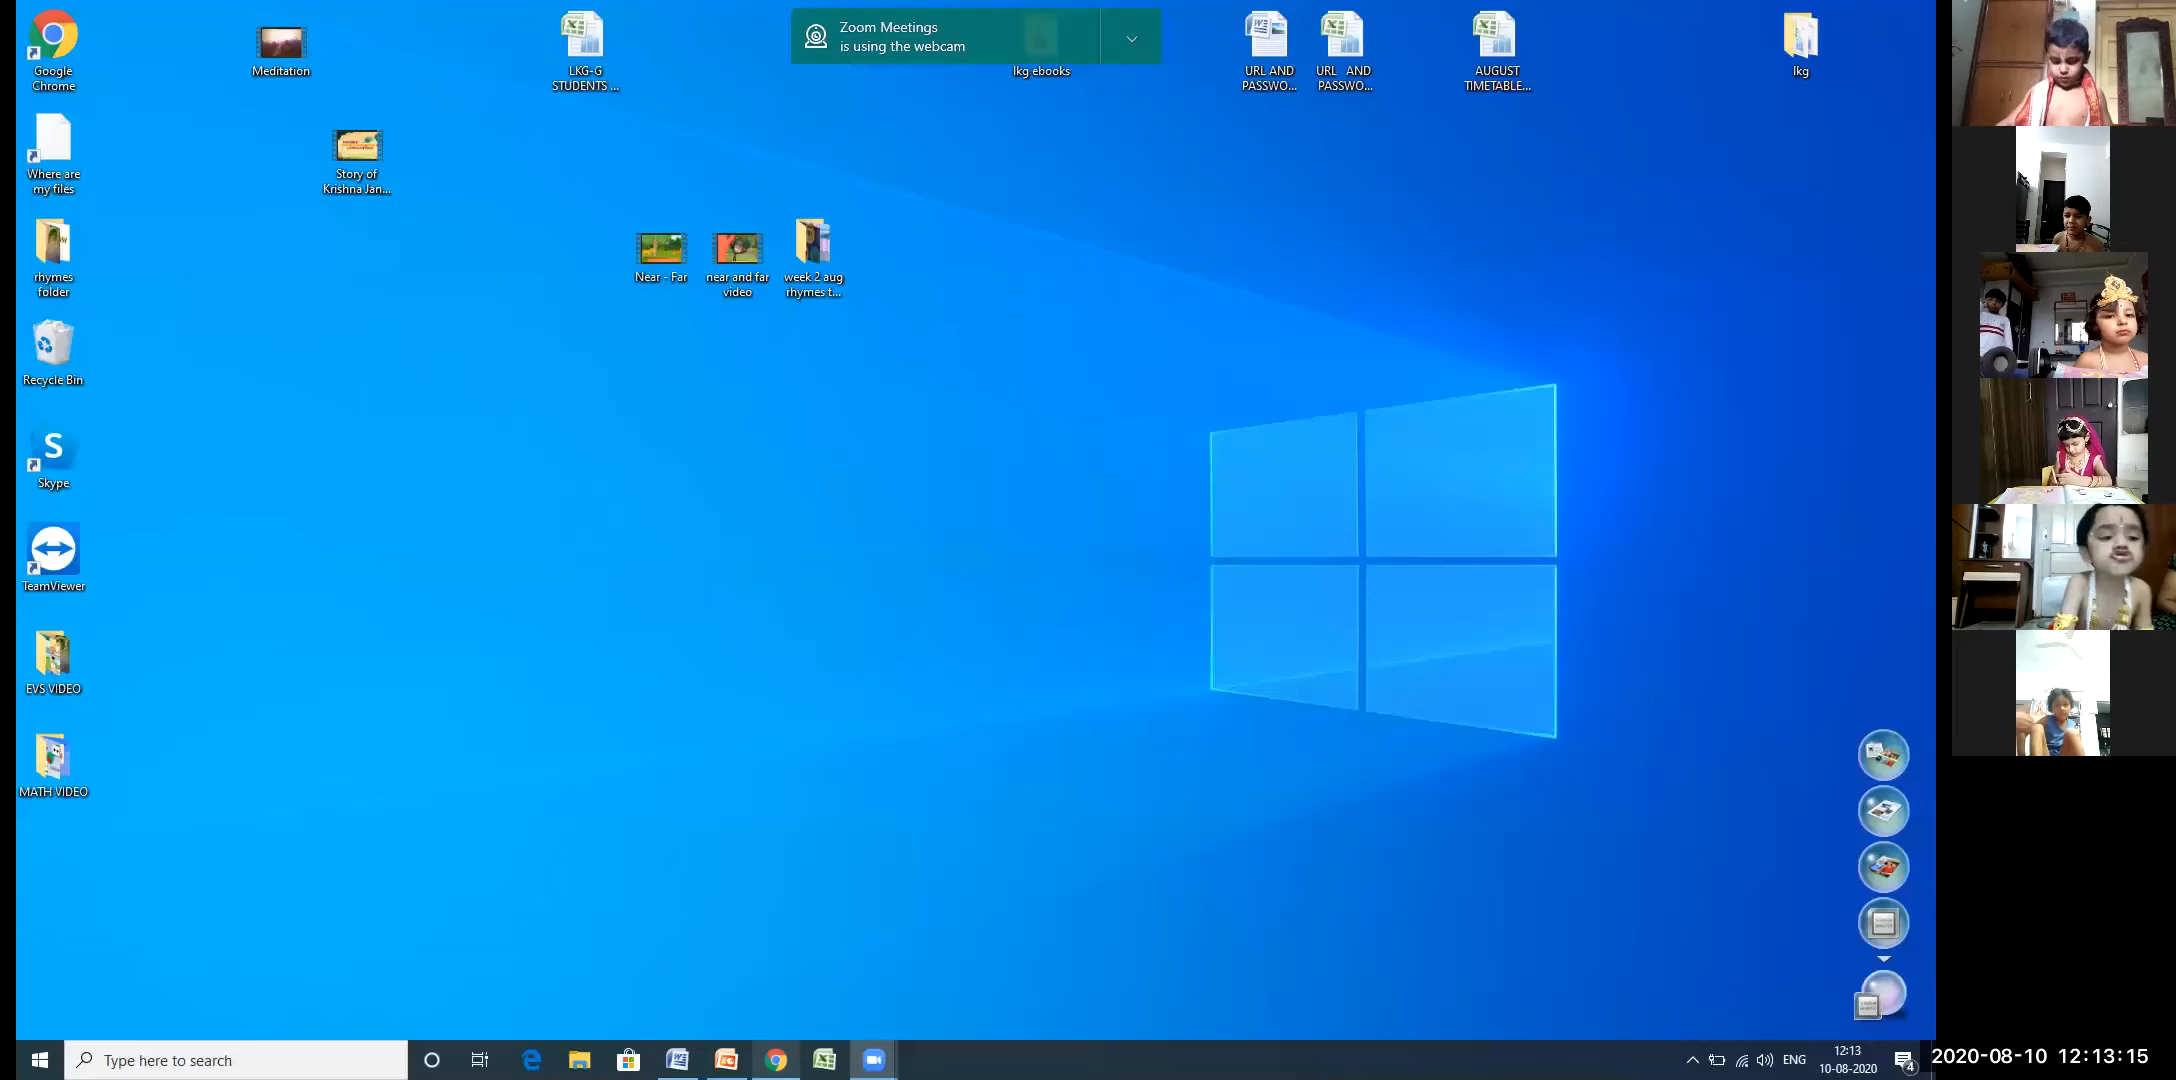 Google
Chrome
Meditation
LKG-G
STUDENTS ...
Zoom Meetings
is using the webcam
lkg ebooks
URL AND
PASSWO...
URL AND
PASSWO...
AUGUST
TIMETABLE...
lkg
Where are
my files
Story of
Krishna Jan...
rhymes
folder
Near - Far
near and far
video
week 2 aug
rhymes t...
Recycle Bin
S
Skype
TeamViewer
EVS VIDEO
MATH VIDEO
Type here to search
ENG
12:13
10-08-2020
4
2020-08-10 12:13:15